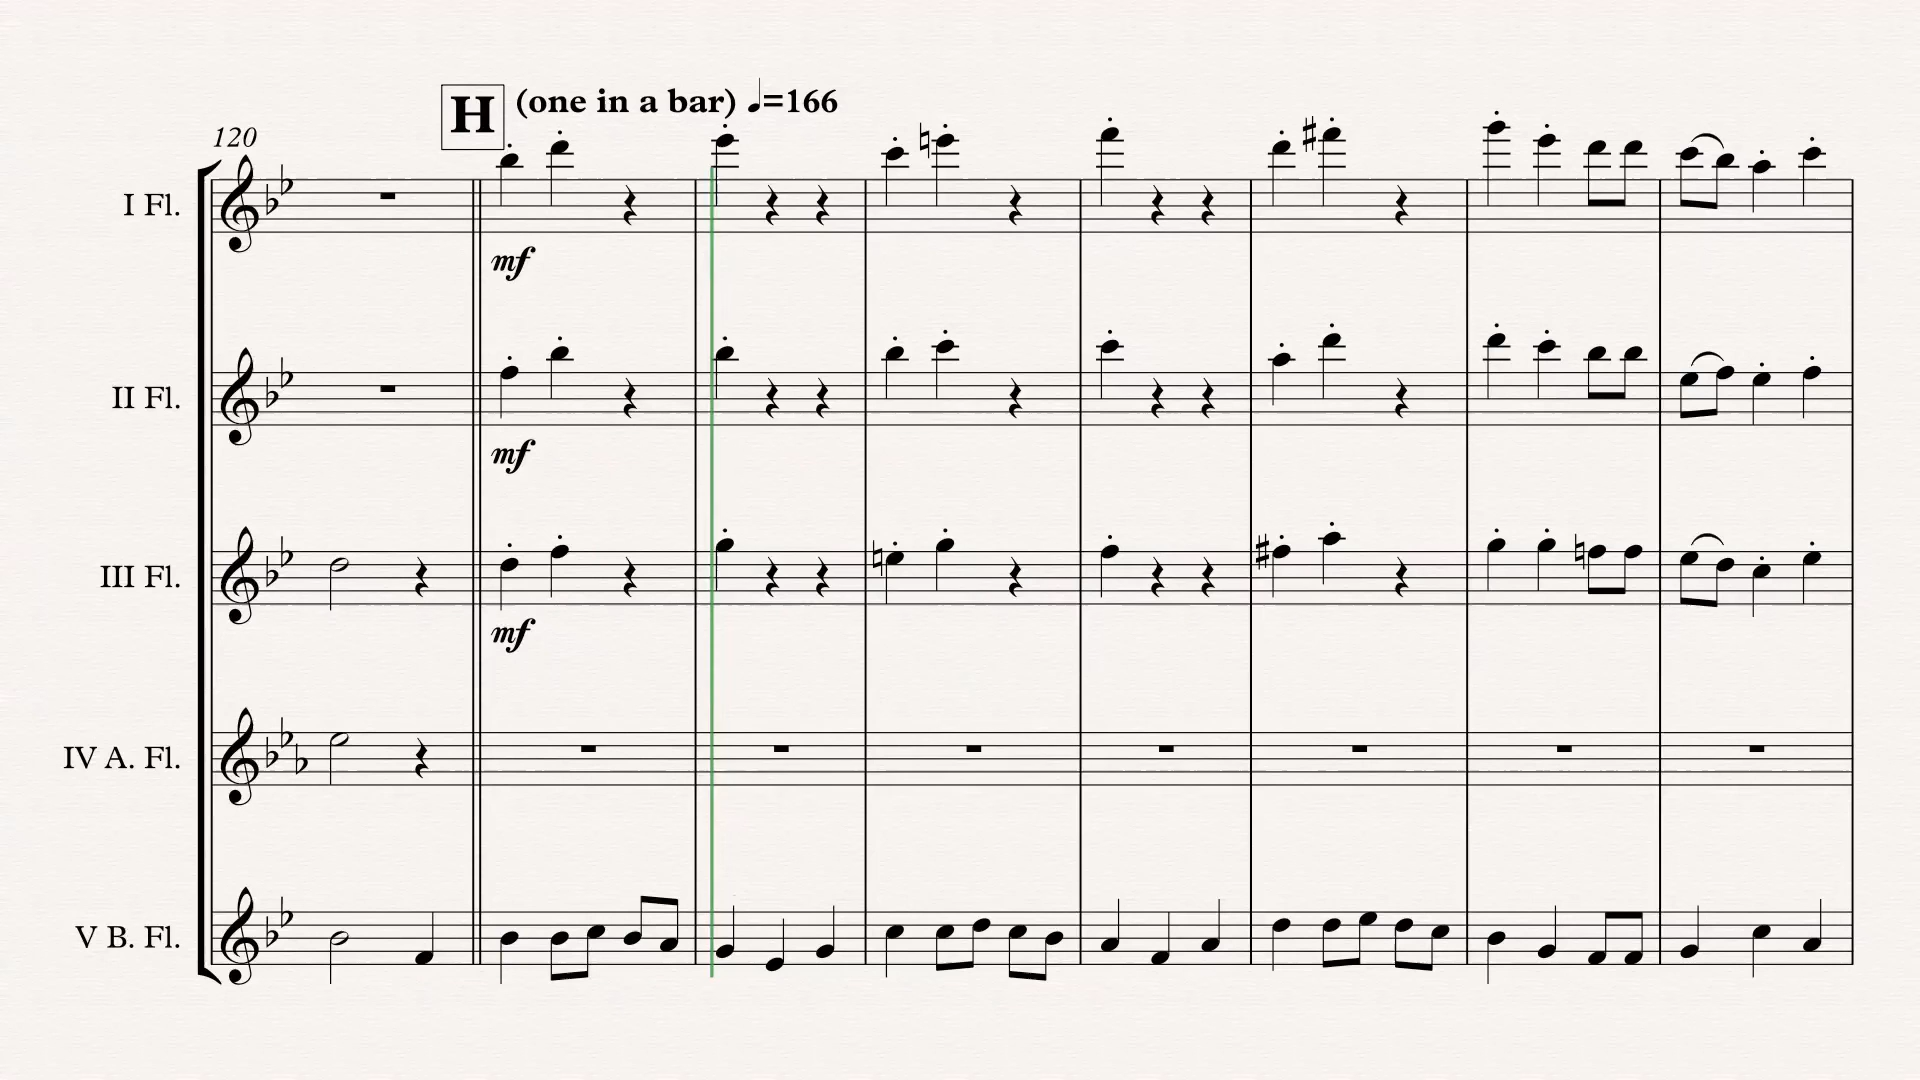 H (one in a bar) ♩=166
120
I Fl.
mf
II Fl.
mf
III Fl.
mf
IV A. Fl.
V B. Fl.